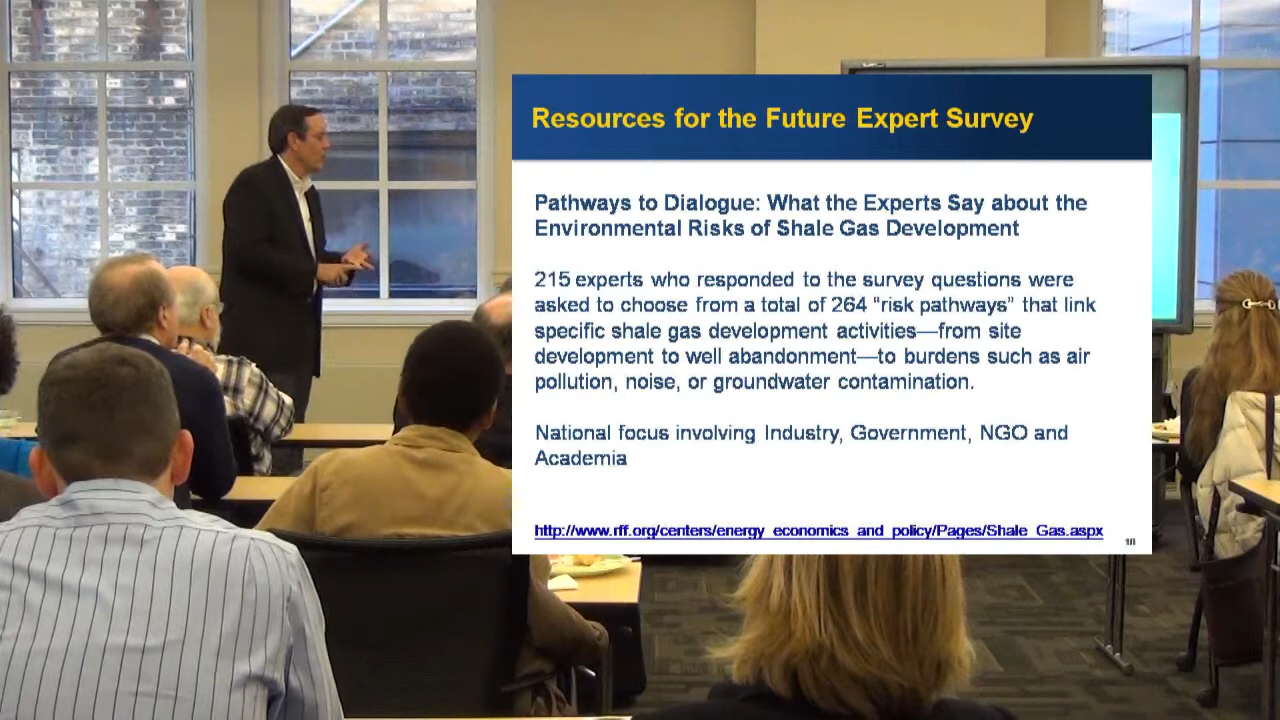 Resources for the Future Expert Survey
Pathways to Dialogue: What the Experts Say about the
Environmental Risks of Shale Gas Development
215 experts who responded to the survey questions were
asked to choose from a total of 264 “risk pathways” that link
specific shale gas development activities—from site
development to well abandonment—to burdens such as air
pollution, noise, or groundwater contamination.
National focus involving Industry, Government, NGO and
Academia
http://www.rff.org/centers/energy_economics_and_policy/Pages/Shale_Gas.aspx